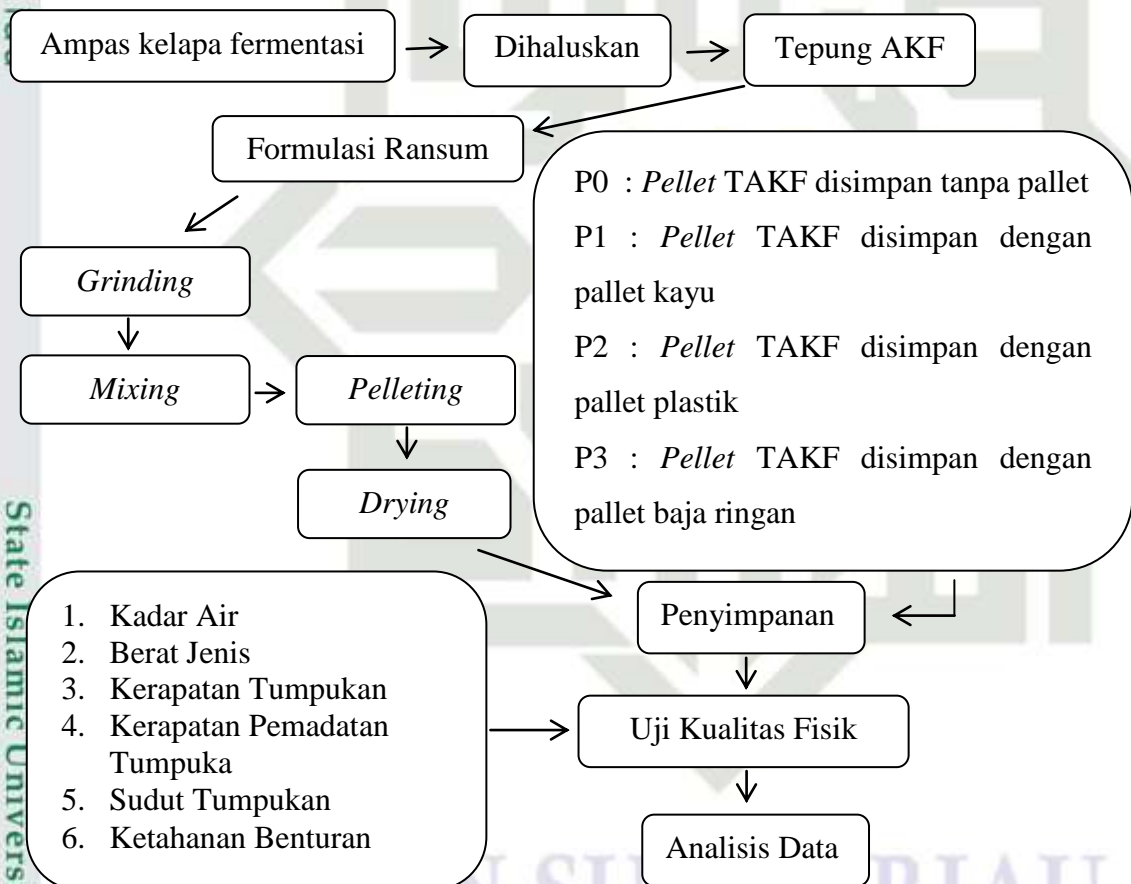 Ampas kelapa fermentasi
Dihaluskan
Tepung AKF
Formulasi Ransum
Grinding
Mixing
Pelleting
Drying
P0 : Pellet TAKF disimpan tanpa pallet
P1 : Pellet TAKF disimpan dengan
pallet kayu
P2 : Pellet TAKF disimpan dengan
pallet plastik
P3 : Pellet TAKF disimpan dengan
pallet baja ringan
Penyimpanan
1. Kadar Air
2. Berat Jenis
3. Kerapatan Tumpukan
4. Kerapatan Pemadatan
Tumpuka
5. Sudut Tumpukan
6. Ketahanan Benturan
Uji Kualitas Fisik
Analisis Data
State Islamic Univers
RIAU